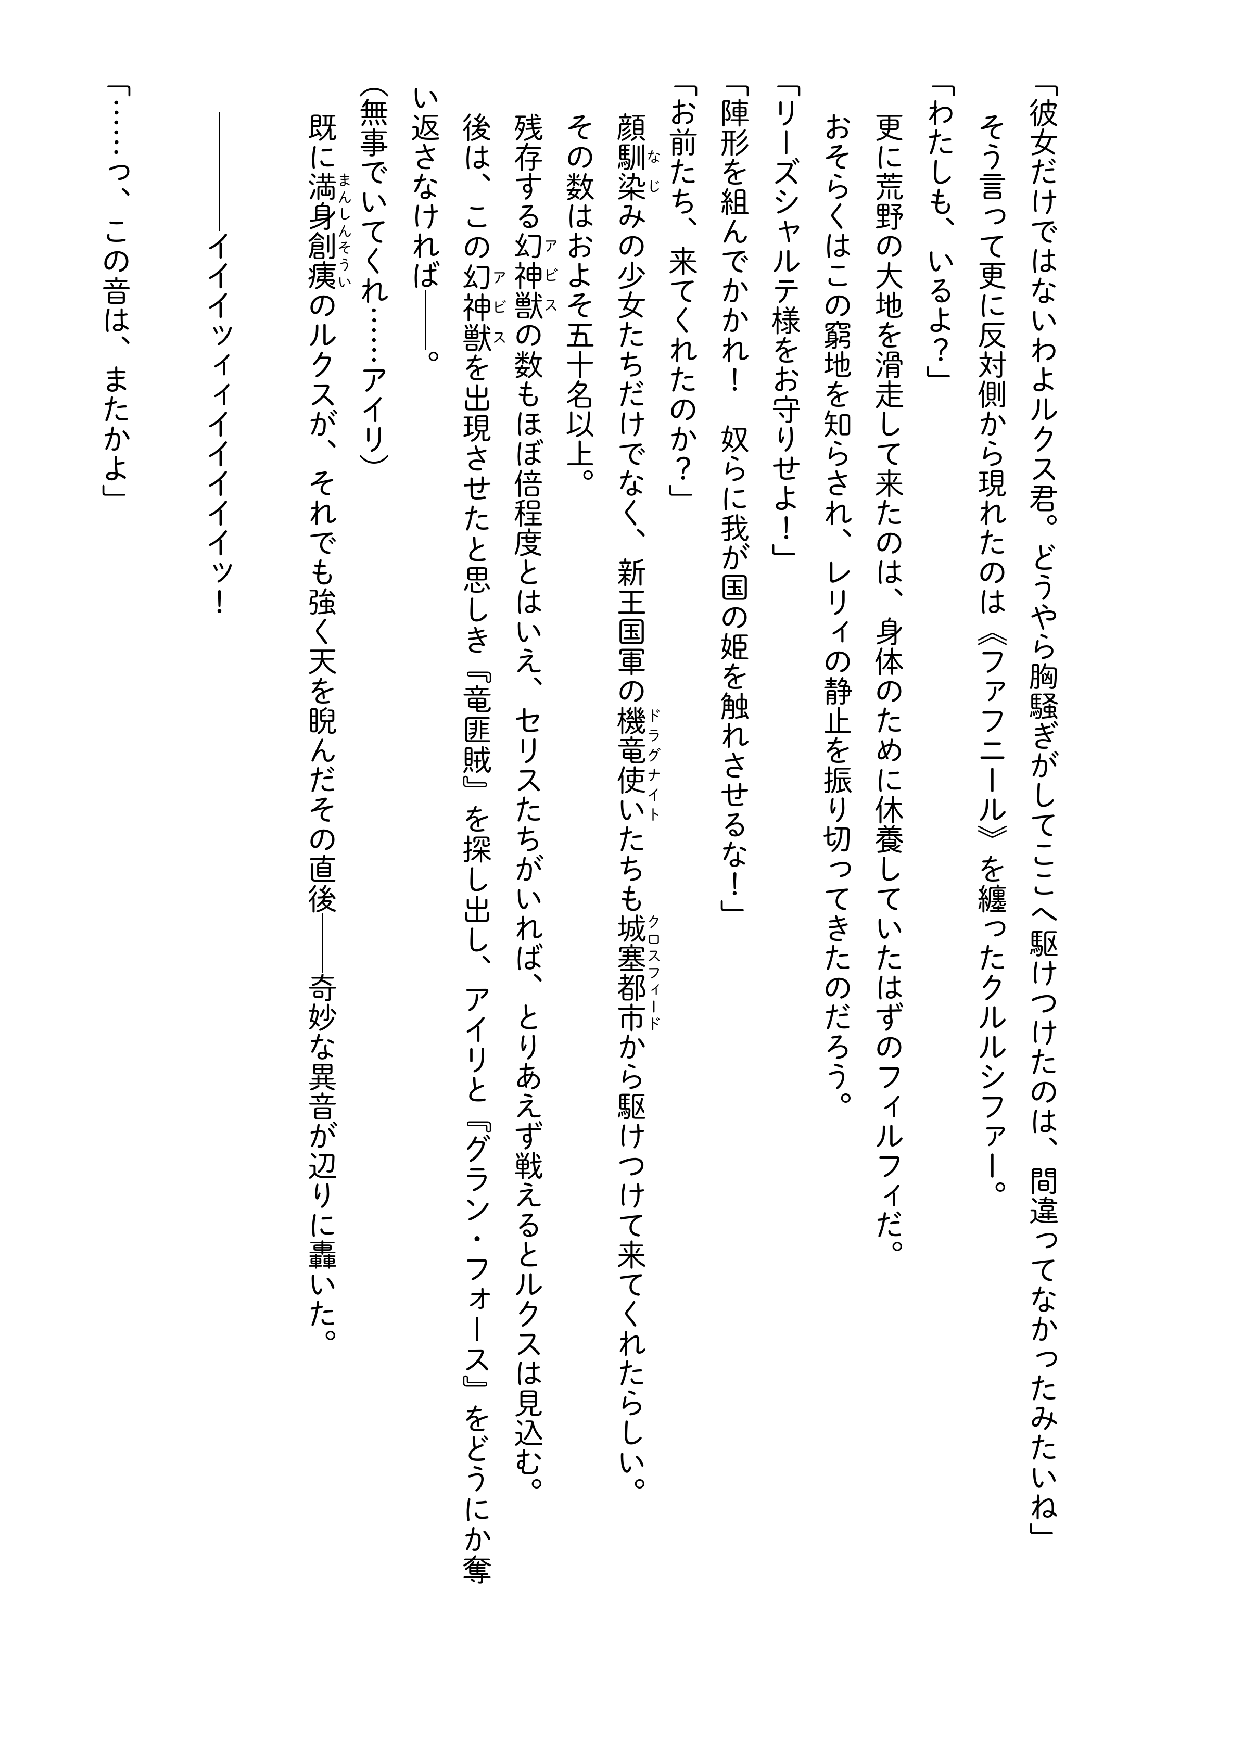 「彼女だけではないわよルクス君。どうやら胸騒ぎがしてここへ駆けつけたのは、間違ってなかったみたいね」
そう言って更に反対側から現れたのは《ファフニール》を纏ったクルルシファー。
「わたしも、いるよ？」
更に荒野の大地を滑走して来たのは、身体のために休養していたはずのフィルフィだ。
おそらくはこの窮地を知らされ、レリィの静止を振り切ってきたのだろう。
「リーズシャルテ様をお守りせよ！」
「陣形を組んでかかれ！　奴らに我が国の姫を触れさせるな！」
「お前たち、来てくれたのか？」
顔馴染みの少女たちだけでなく、新王国軍の機竜使いたちも城塞都市から駆けつけて来てくれたらしい。
なじ
ドラグナイト
クロスフィード
その数はおよそ五十名以上。
残存する幻神獣の数もほぼ倍程度とはいえ、セリスたちがいれば、とりあえず戦えるとルクスは見込む。
アビス
後は、この幻神獣を出現させたと思しき『竜匪賊』を探し出し、アイリと『グラン・フォース』をどうにか奪
アビス
い返さなければ――。
（無事でいてくれ……アイリ）
既に満身創痍のルクスが、それでも強く天を睨んだその直後――奇妙な異音が辺りに轟いた。
まんしんそうい
――――イイイッィィイイイイイッ！
「……っ、この音は、またかよ」